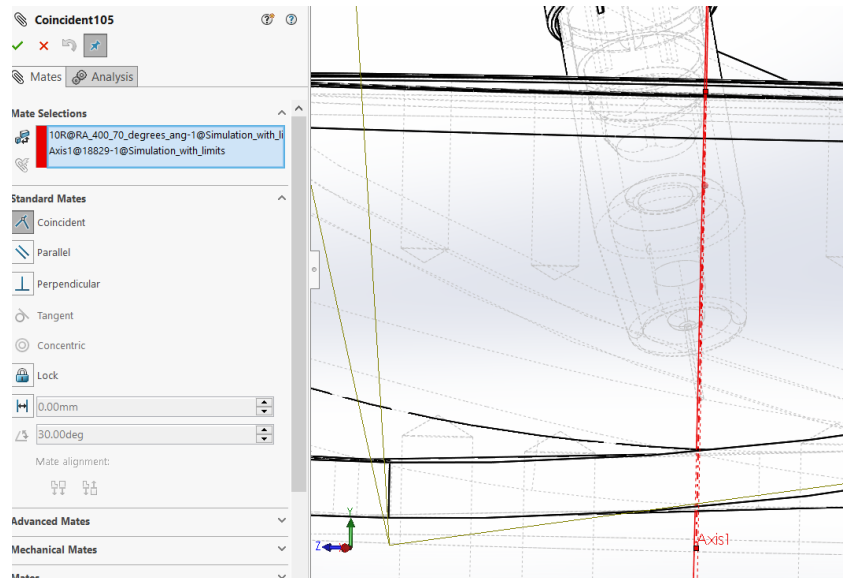 Coincident105
Mates
Analysis
Mate Selections
10R@RA_400_70_degrees_ang-1@Simulation_with_li
Axis1@18829-1@Simulation_with_limits
Standard Mates
Coincident
Parallel
Perpendicular
Tangent
Concentric
Lock
0.00mm
30.00deg
Mate alignment:
Advanced Mates
Mechanical Mates
Mates
Y
Z
Axis1